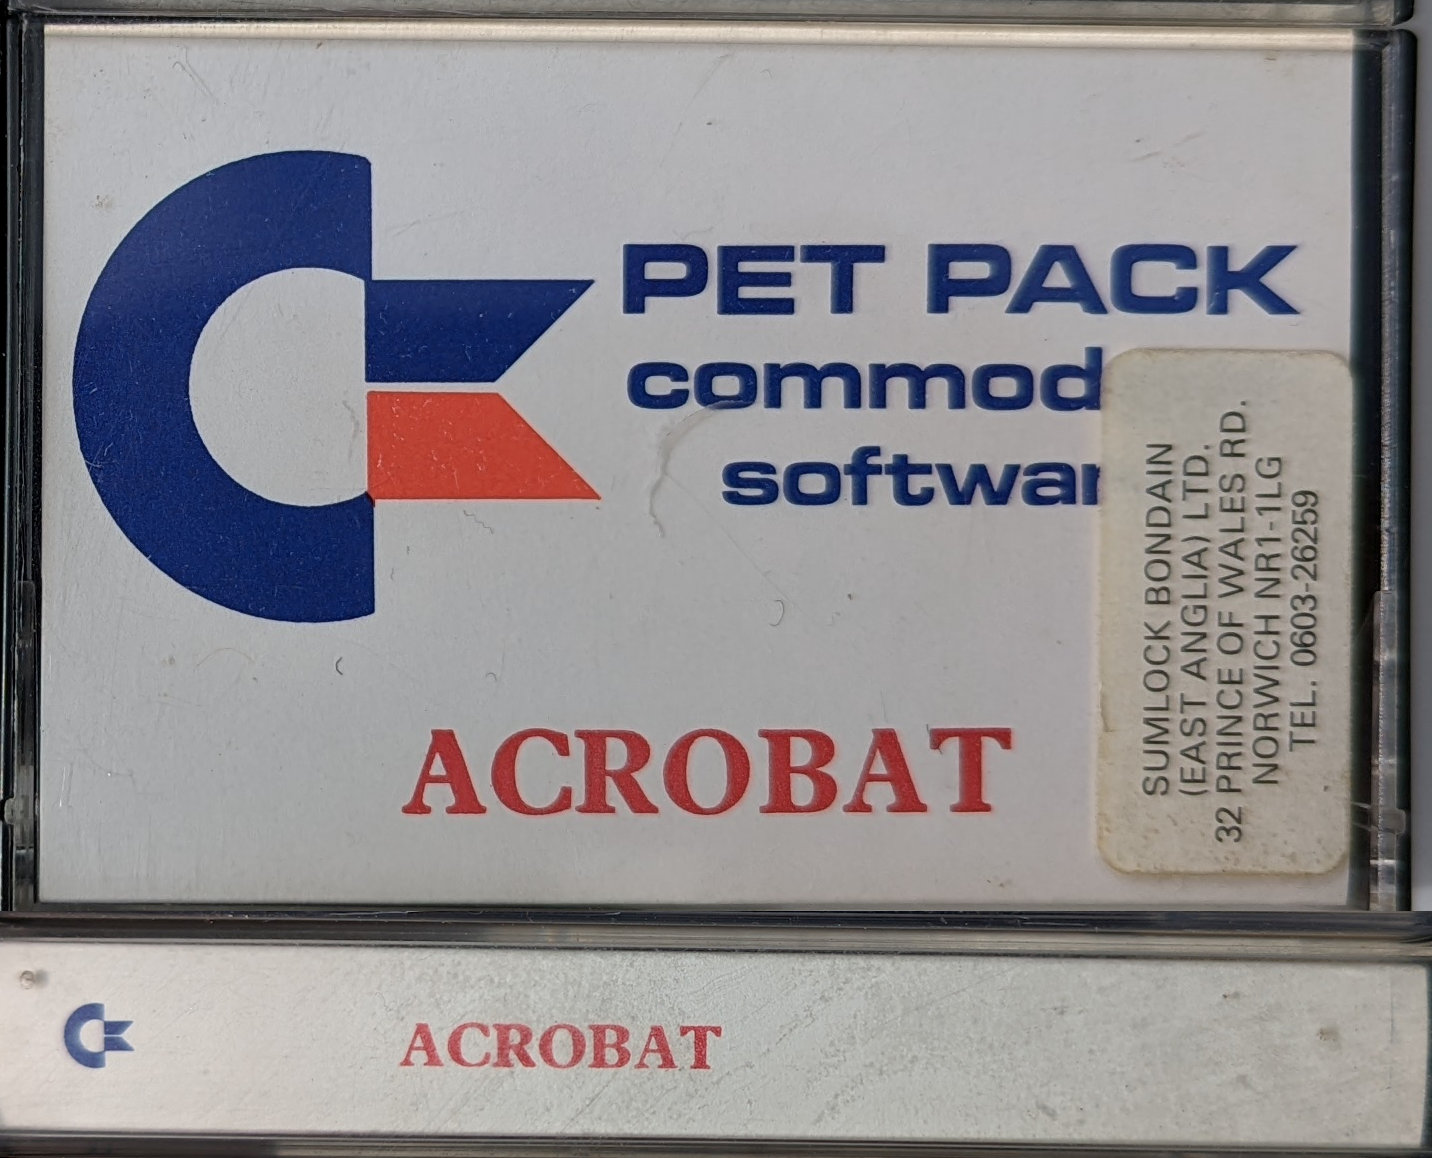 PET PACK
commod
softwar
ACROBAT
SUMLOCK BONDAIN
(EAST ANGLIA) LTD.
32 PRINCE OF WALES RD.
NORWICH NR1-1LG
TEL. 0603-26259
ACROBAT